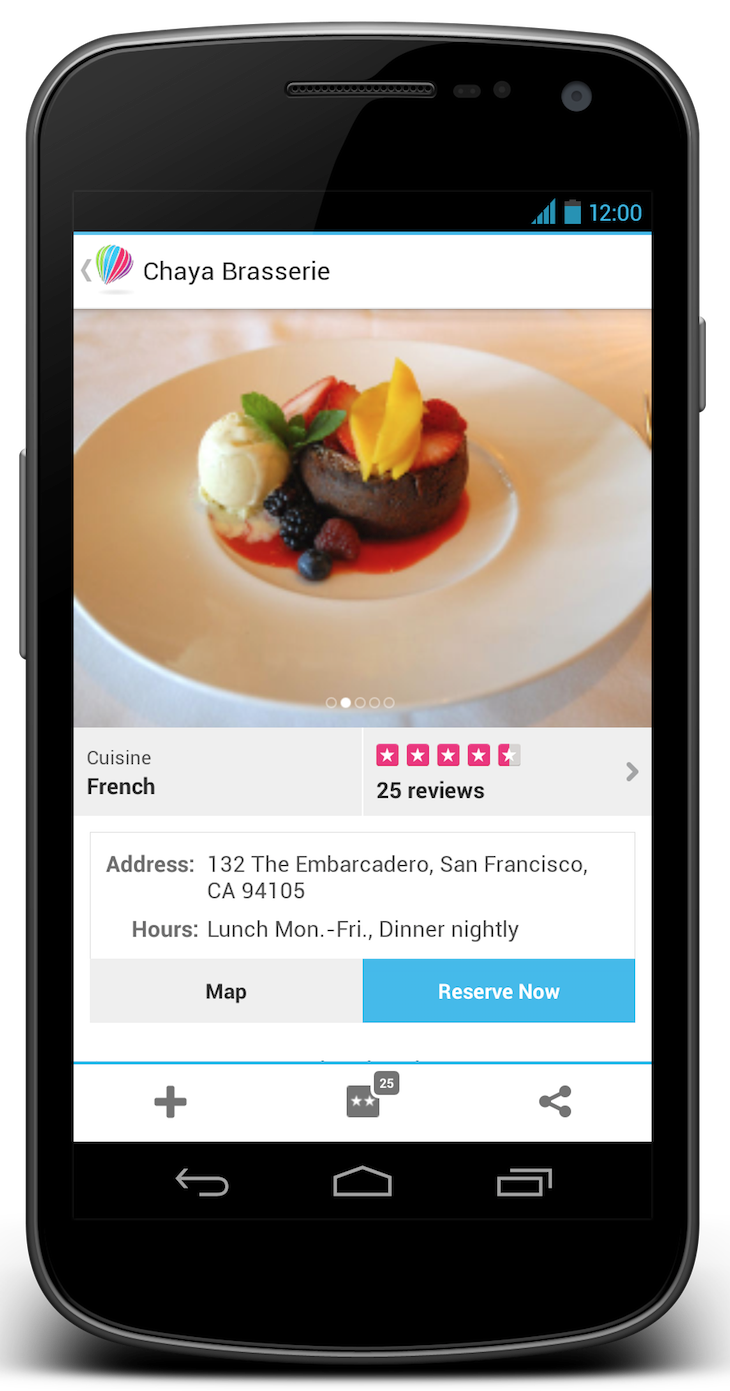 12:00
Chaya Brasserie
Cuisine
French
25 reviews
Address: 132 The Embarcadero, San Francisco,
CA 94105
Hours: Lunch Mon.-Fri., Dinner nightly
Map
Reserve Now
25